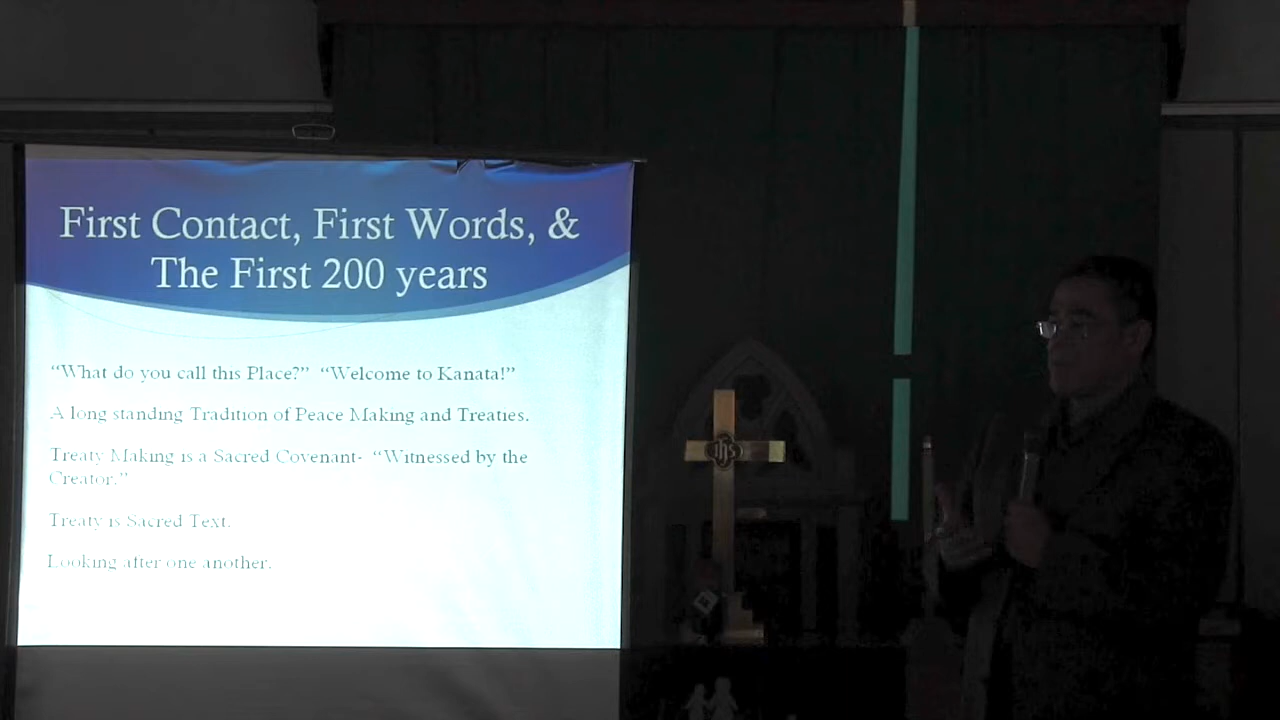 First Contact, First Words, &
The First 200 years
“What do you call this Place?” “Welcome to Kanata!”
A long standing Tradition of Peace Making and Treaties.
Treaty Making is a Sacred Covenant- “Witnessed by the
Creator.”
Treaty is Sacred Text.
Looking after one another.
IHS